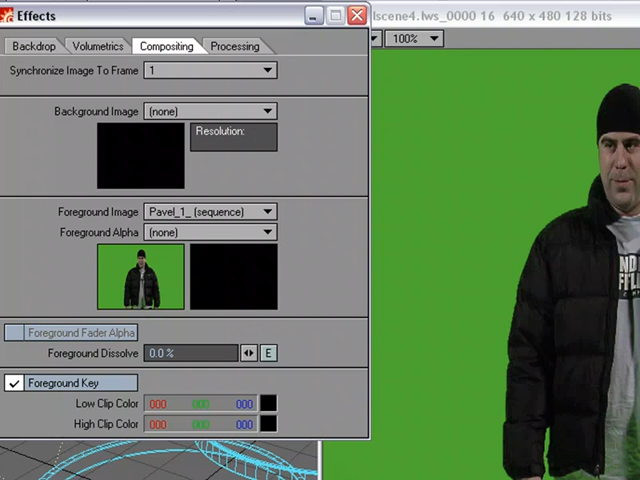 Effects
lscene4.lws_0000 16 640 x 480 128 bits
100%
Backdrop Volumetrics Compositing Processing
Synchronize Image To Frame 1
Background Image (none)
Resolution:
Foreground Image Pavel_1_ (sequence)
Foreground Alpha (none)
Foreground Fader Alpha
Foreground Dissolve 0.0 % E
Foreground Key
Low Clip Color 000 000 000
High Clip Color 000 000 000